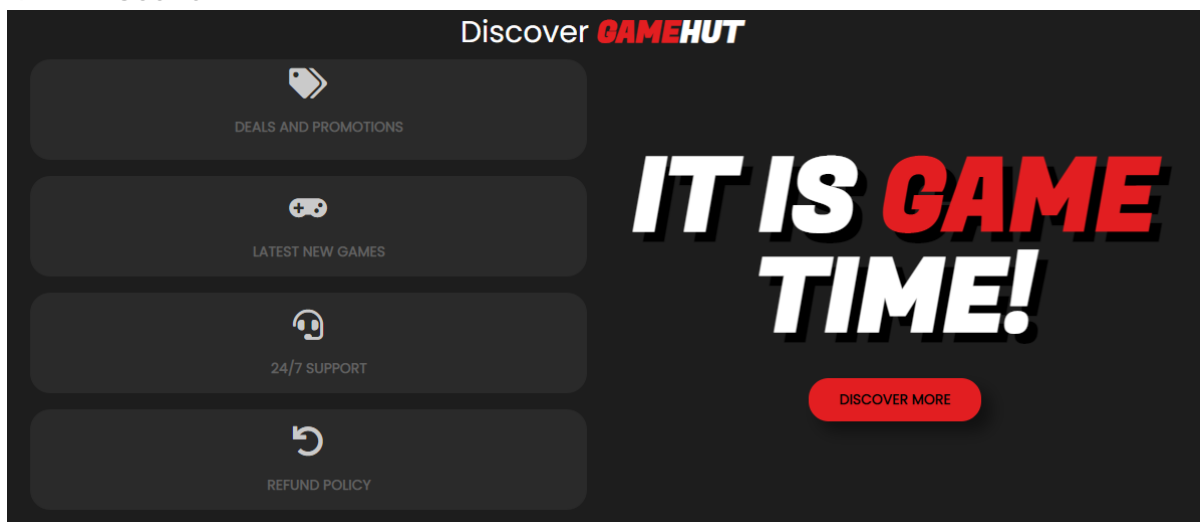 Discover GAMEHUT
DEALS AND PROMOTIONS
LATEST NEW GAMES
24/7 SUPPORT
REFUND POLICY
IT IS GAME
TIME!
DISCOVER MORE